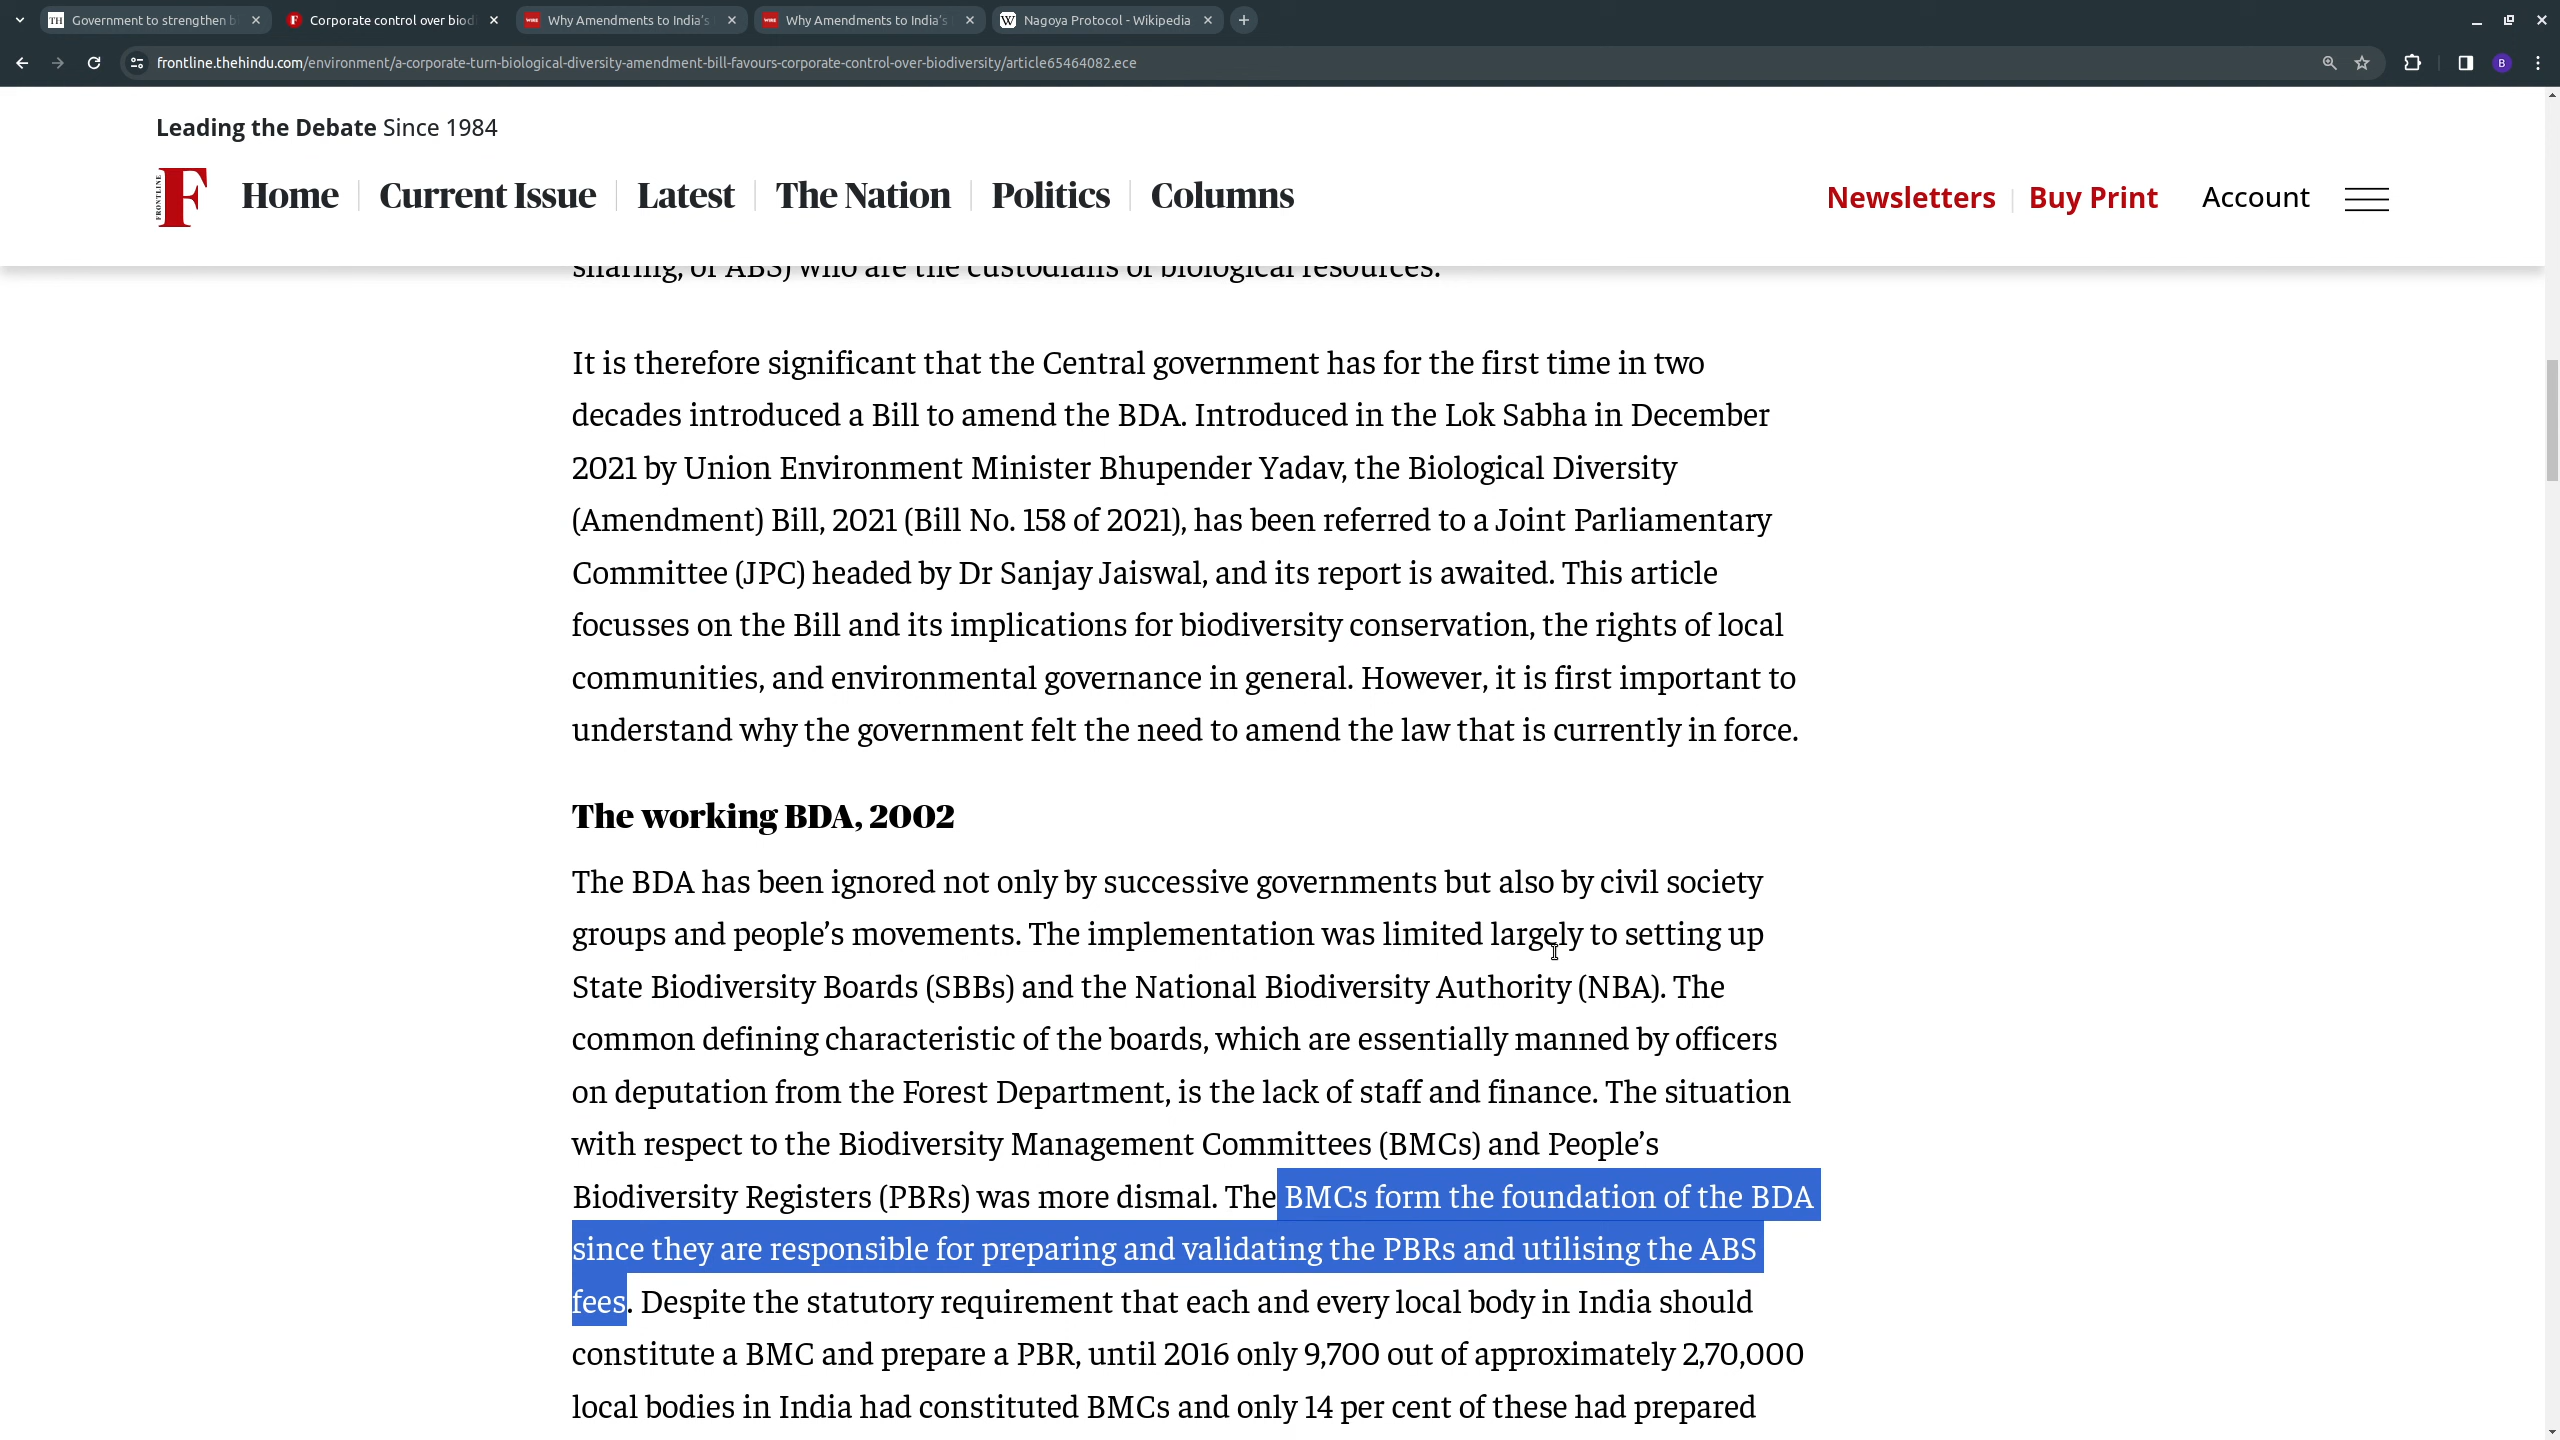 Government to strengthen b
Corporate control over biod
Why Amendments to India's
Why Amendments to India's
Nagoya Protocol - Wikipedia
frontline.thehindu.com/environment/a-corporate-turn-biological-diversity-amendment-bill-favours-corporate-control-over-biodiversity/article65464082.ece
Leading the Debate Since 1984
FRONTLINE F Home Current Issue Latest The Nation Politics Columns Newsletters Buy Print Account
sharing, or ABS) who are the custodians of biological resources.
It is therefore significant that the Central government has for the first time in two
decades introduced a Bill to amend the BDA. Introduced in the Lok Sabha in December
2021 by Union Environment Minister Bhupender Yadav, the Biological Diversity
(Amendment) Bill, 2021 (Bill No. 158 of 2021), has been referred to a Joint Parliamentary
Committee (JPC) headed by Dr Sanjay Jaiswal, and its report is awaited. This article
focusses on the Bill and its implications for biodiversity conservation, the rights of local
communities, and environmental governance in general. However, it is first important to
understand why the government felt the need to amend the law that is currently in force.
The working BDA, 2002
The BDA has been ignored not only by successive governments but also by civil society
groups and people’s movements. The implementation was limited largely to setting up
State Biodiversity Boards (SBBs) and the National Biodiversity Authority (NBA). The
common defining characteristic of the boards, which are essentially manned by officers
on deputation from the Forest Department, is the lack of staff and finance. The situation
with respect to the Biodiversity Management Committees (BMCs) and People’s
Biodiversity Registers (PBRs) was more dismal. The BMCs form the foundation of the BDA
since they are responsible for preparing and validating the PBRs and utilising the ABS
fees. Despite the statutory requirement that each and every local body in India should
constitute a BMC and prepare a PBR, until 2016 only 9,700 out of approximately 2,70,000
local bodies in India had constituted BMCs and only 14 per cent of these had prepared